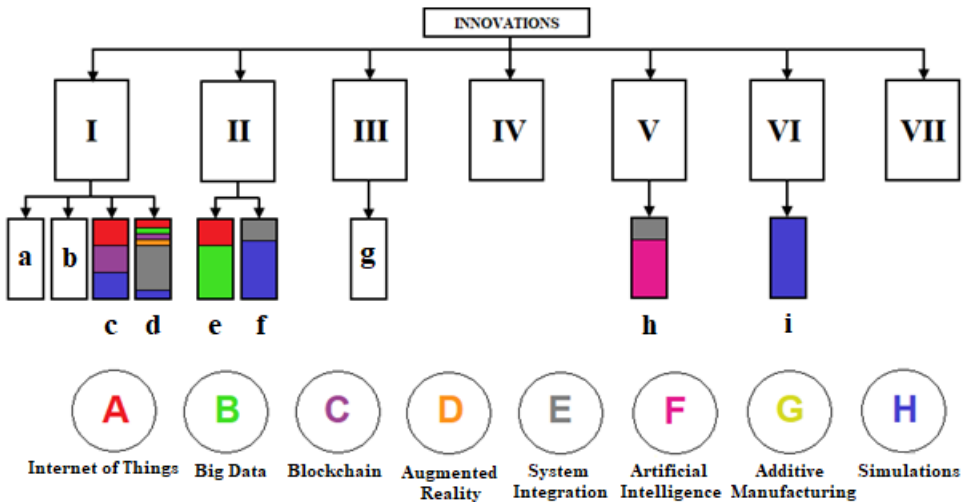 INNOVATIONS
I II III IV V VI VII
a b g
c d e f h i
A B C D E F G H
Internet of Things Big Data Blockchain Augmented Reality System Integration Artificial Intelligence Additive Manufacturing Simulations